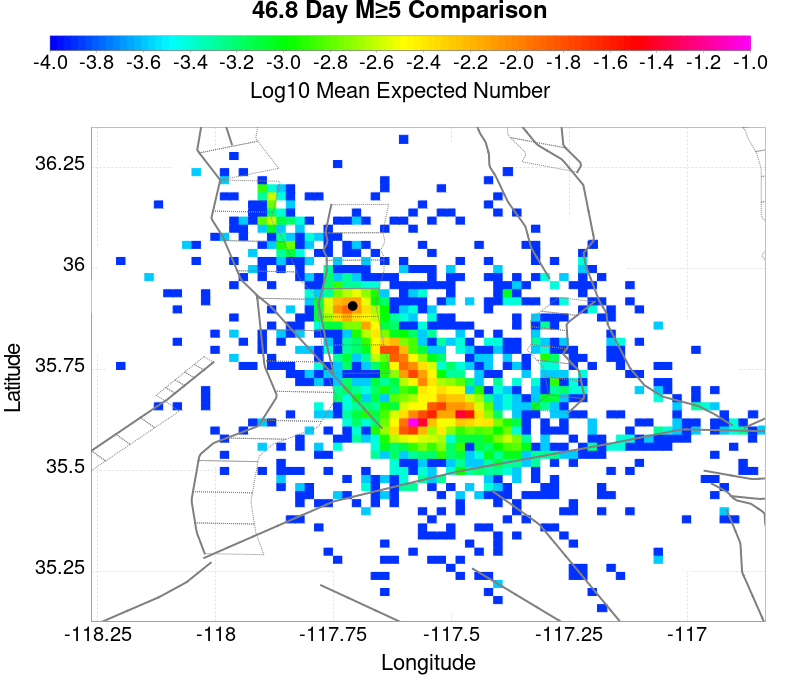 46.8 Day M≥5 Comparison
-4.0 -3.8 -3.6 -3.4 -3.2 -3.0 -2.8 -2.6 -2.4 -2.2 -2.0 -1.8 -1.6 -1.4 -1.2 -1.0
Log10 Mean Expected Number
36.25
36
35.75
35.5
35.25
Latitude
-118.25 -118 -117.75 -117.5 -117.25 -117
Longitude